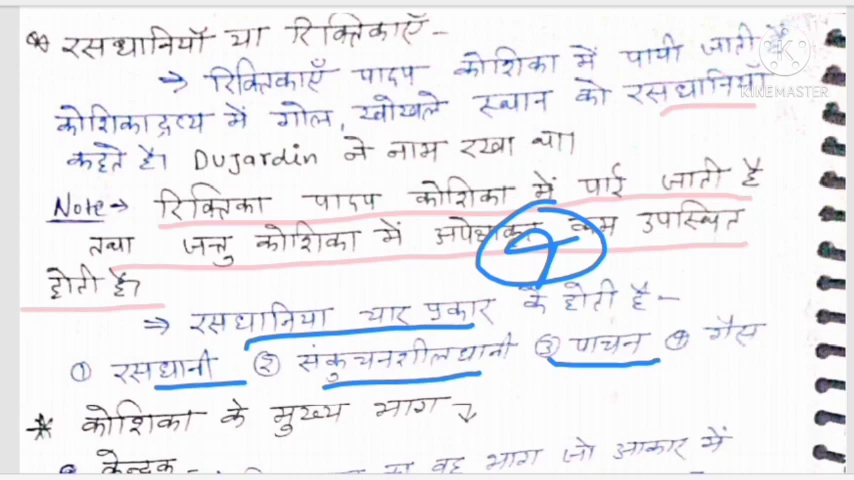 रसधानियाँ या रिक्तिकाएँ -
→ रिक्तिकाएँ पादप कोशिका में पायी जाती है
कोशिकाद्रव्य में गोल, खोखले स्थान को रसधानियाँ
कहते है। Dujardin ने नाम रखा था।
Note → रिक्तिका पादप कोशिका में पाई जाती है
तथा जन्तु कोशिका में अपेक्षाकृत कम उपस्थित
होती है।
⇒ रसधानिया चार प्रकार के होती है -
① रसधानी ② संकुचनशीलधानी ③ पाचन ④ गैस
* कोशिका के मुख्य भाग ↓
केन्द्रक - वह भाग जो आकार में
KINEMASTER